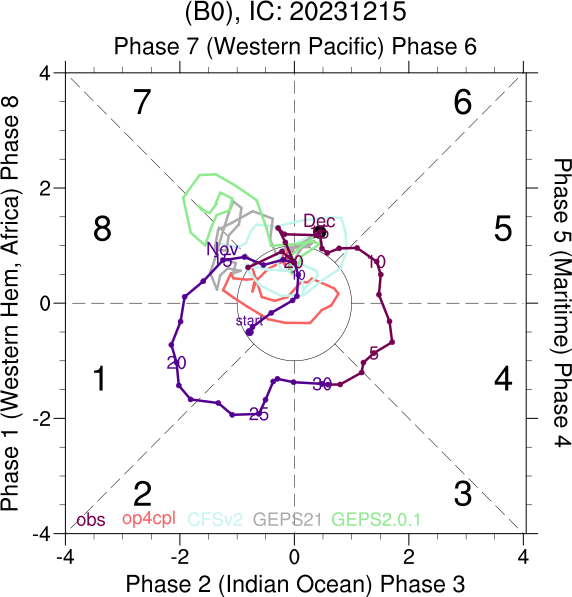 (B0), IC: 20231215
Phase 7 (Western Pacific) Phase 6
Phase 1 (Western Hem, Africa) Phase 8
Phase 5 (Maritime) Phase 4
4
7
6
2
Dec
8
5
Nov
20
10
0
start
5
1
4
20
30
-2
25
2
3
obs
op4cpl
CFSv2
GEPS21
GEPS2.0.1
-4
-4
-2
0
2
4
Phase 2 (Indian Ocean) Phase 3